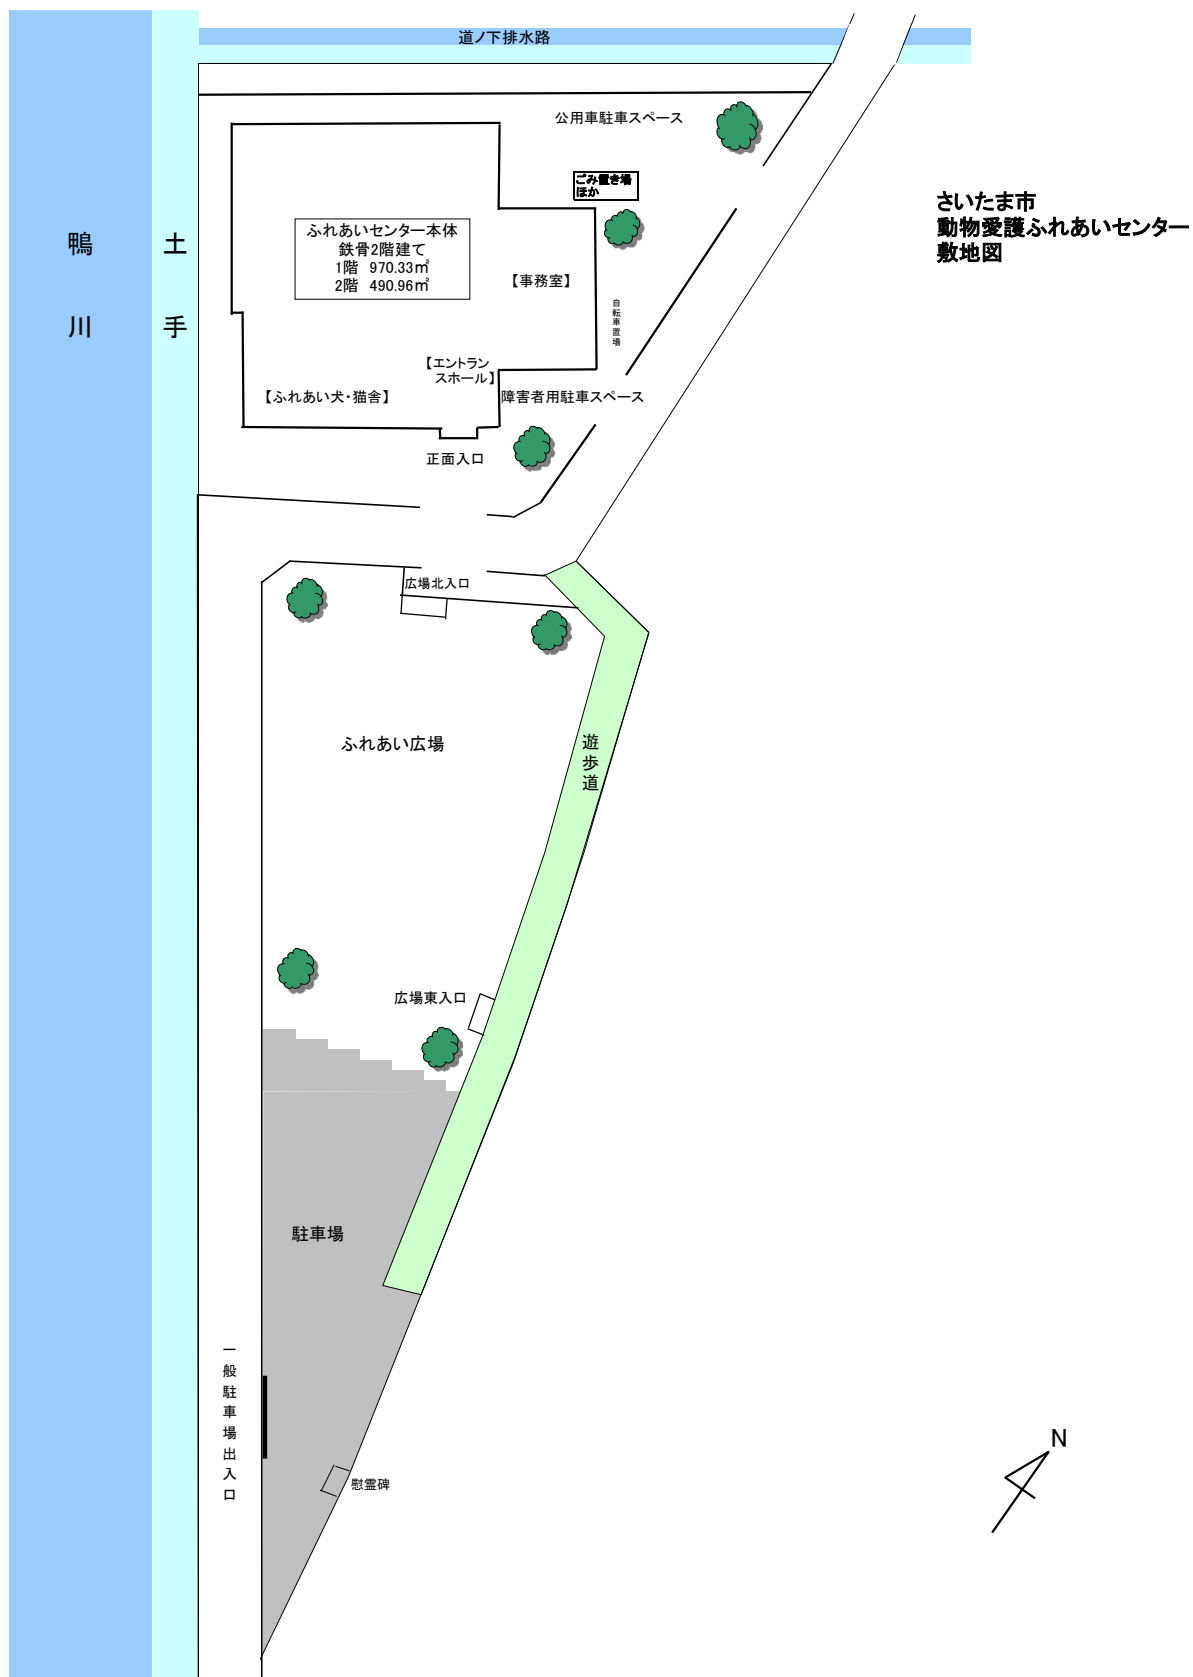 道ノ下排水路
公用車駐車スペース
ごみ置き場
ほか
さいたま市
動物愛護ふれあいセンター
敷地図
鴨川
土手
ふれあいセンター本体
鉄骨2階建て
1階 970.33㎡
2階 490.96㎡
【事務室】
自転車置場
【エントラン
スホール】
【ふれあい犬・猫舎】
障害者用駐車スペース
正面入口
広場北入口
ふれあい広場
遊歩道
広場東入口
駐車場
一般駐車場出入口
慰霊碑
N